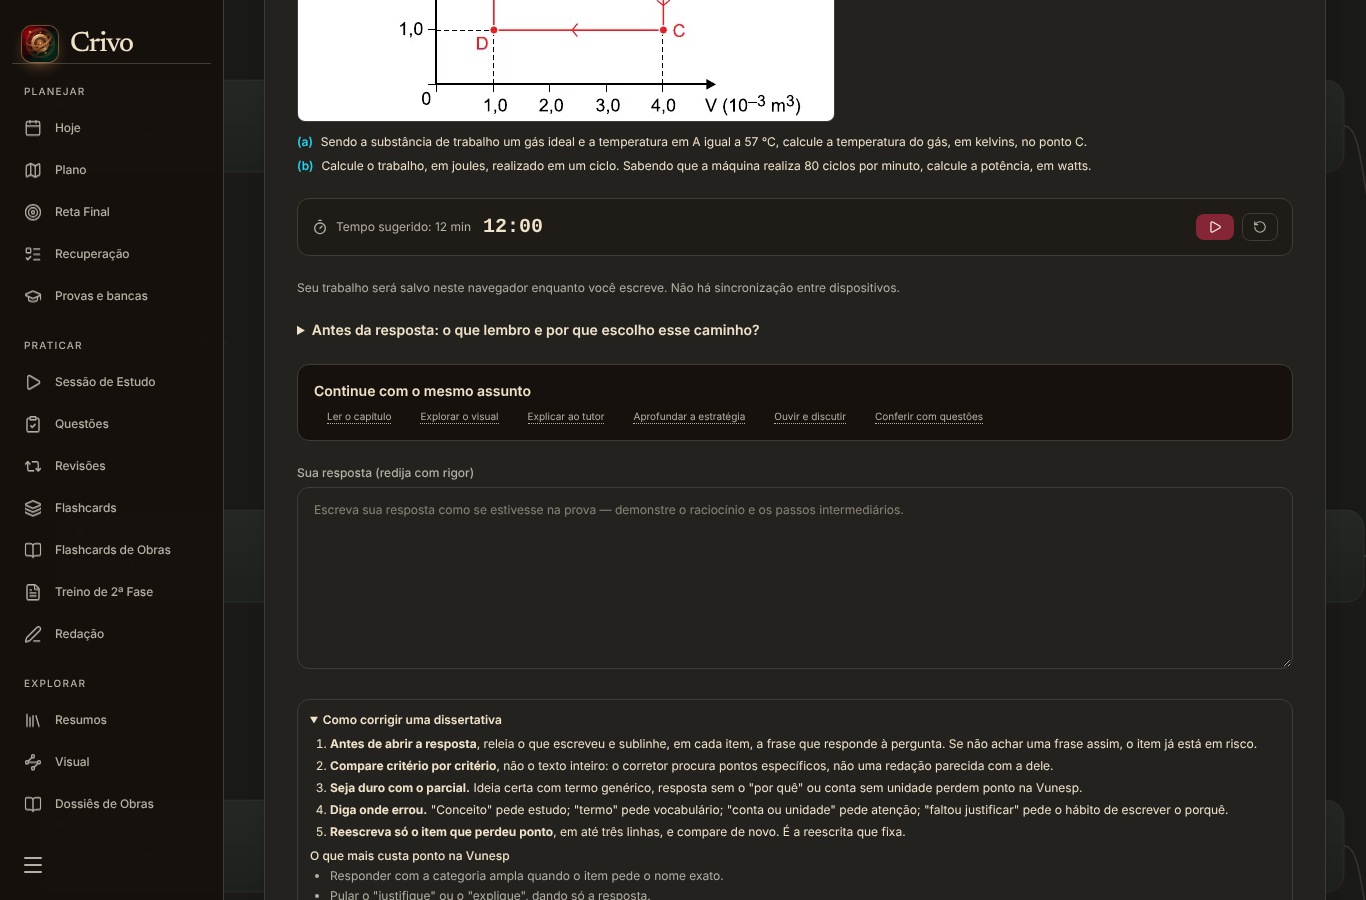 Crivo
PLANEJAR
Hoje
Plano
Reta Final
Recuperação
Provas e bancas
PRATICAR
Sessão de Estudo
Questões
Revisões
Flashcards
Flashcards de Obras
Treino de 2ª Fase
Redação
EXPLORAR
Resumos
Visual
Dossiês de Obras
1,0
D
C
0
1,0 2,0 3,0 4,0 V (10⁻³ m³)
(a) Sendo a substância de trabalho um gás ideal e a temperatura em A igual a 57 °C, calcule a temperatura do gás, em kelvins, no ponto C.
(b) Calcule o trabalho, em joules, realizado em um ciclo. Sabendo que a máquina realiza 80 ciclos por minuto, calcule a potência, em watts.
Tempo sugerido: 12 min 12:00
Seu trabalho será salvo neste navegador enquanto você escreve. Não há sincronização entre dispositivos.
Antes da resposta: o que lembro e por que escolho esse caminho?
Continue com o mesmo assunto
Ler o capítulo Explorar o visual Explicar ao tutor Aprofundar a estratégia Ouvir e discutir Conferir com questões
Sua resposta (redija com rigor)
Escreva sua resposta como se estivesse na prova — demonstre o raciocínio e os passos intermediários.
Como corrigir uma dissertativa
1. Antes de abrir a resposta, releia o que escreveu e sublinhe, em cada item, a frase que responde à pergunta. Se não achar uma frase assim, o item já está em risco.
2. Compare critério por critério, não o texto inteiro: o corretor procura pontos específicos, não uma redação parecida com a dele.
3. Seja duro com o parcial. Ideia certa com termo genérico, resposta sem o "por quê" ou conta sem unidade perdem ponto na Vunesp.
4. Diga onde errou. "Conceito" pede estudo; "termo" pede vocabulário; "conta ou unidade" pede atenção; "faltou justificar" pede o hábito de escrever o porquê.
5. Reescreva só o item que perdeu ponto, em até três linhas, e compare de novo. É a reescrita que fixa.
O que mais custa ponto na Vunesp
• Responder com a categoria ampla quando o item pede o nome exato.
• Pular o "justifique" ou o "explique", dando só a resposta.